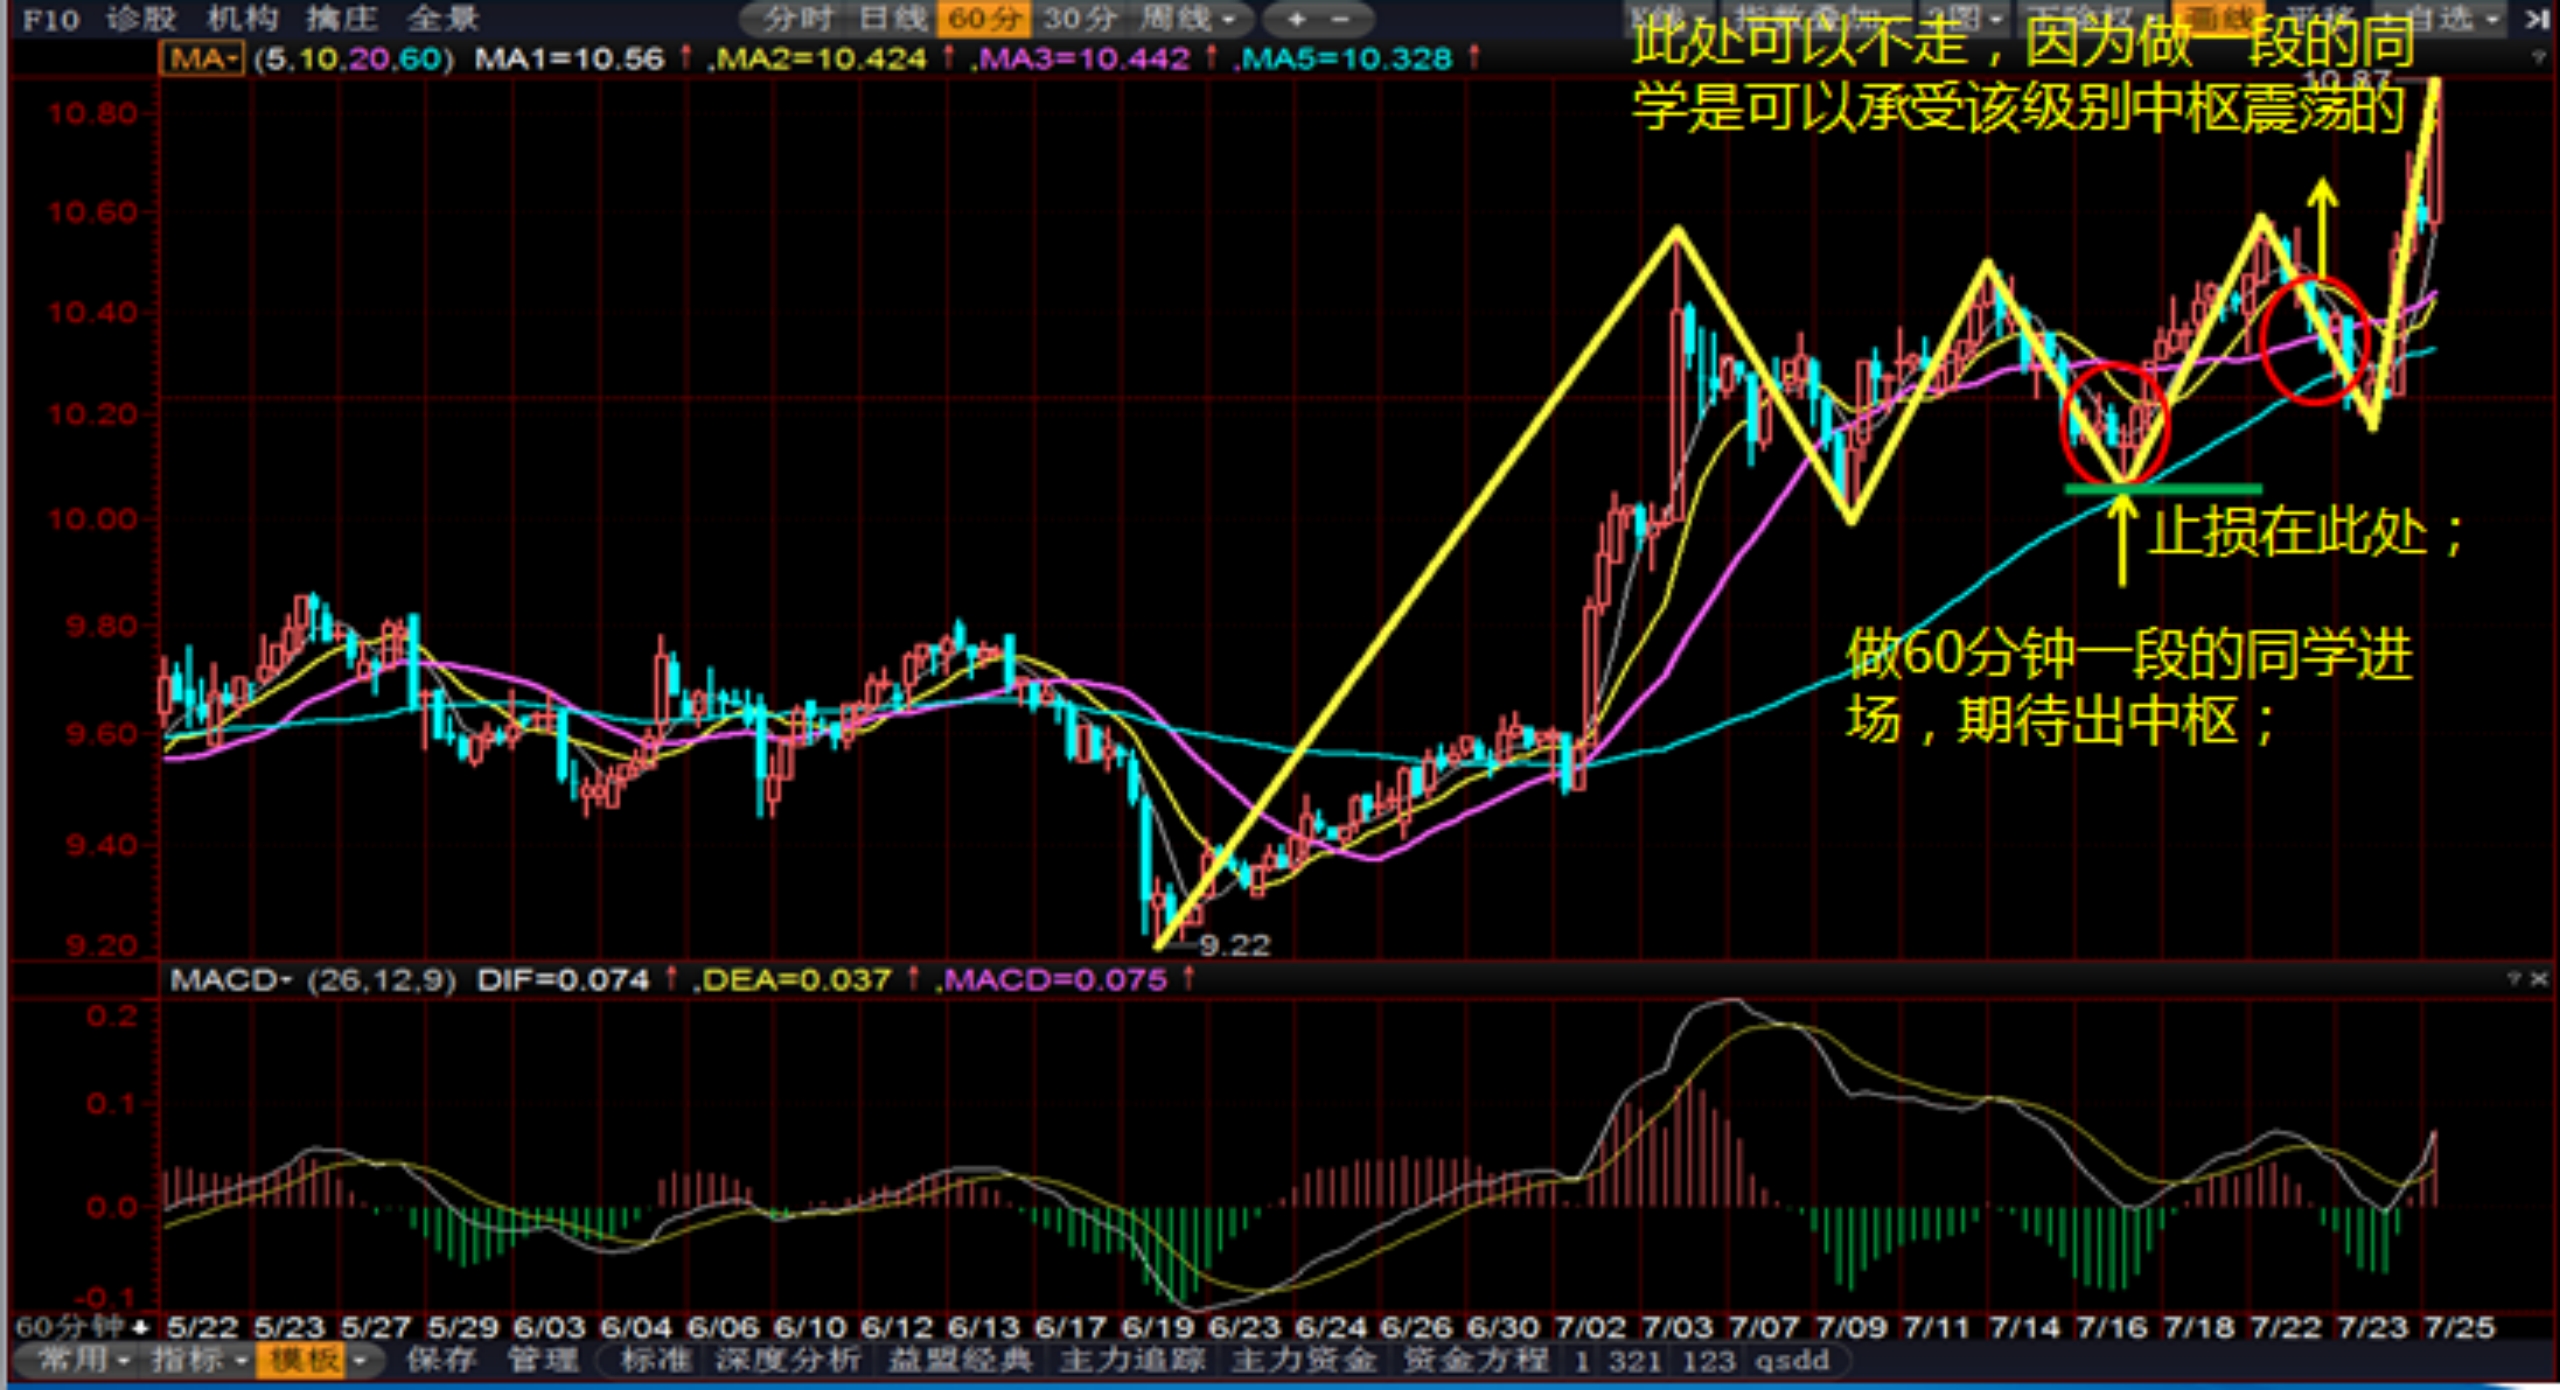 F10 诊股 机构 擒庄 全景 分时 日线 60分 30分 周线 + − 画线 自选
MA (5,10,20,60) MA1=10.56 ↑ ,MA2=10.424 ↑ ,MA3=10.442 ↑ ,MA5=10.328 ↑
此处可以不走，因为做一段的同
学是可以承受该级别中枢震荡的
10.87
10.80
10.60
10.40
10.20
10.00
9.80
9.60
9.40
9.20
止损在此处；
做60分钟一段的同学进
场，期待出中枢；
9.22
MACD (26,12,9) DIF=0.074 ↑ ,DEA=0.037 ↑ ,MACD=0.075 ↑ ? ×
0.2
0.1
0.0
-0.1
60分钟 5/22 5/23 5/27 5/29 6/03 6/04 6/06 6/10 6/12 6/13 6/17 6/19 6/23 6/24 6/26 6/30 7/02 7/03 7/07 7/09 7/11 7/14 7/16 7/18 7/22 7/23 7/25
常用 指标 模板 保存 管理 标准 深度分析 益盟经典 主力追踪 主力资金 资金方程 1 321 123 qsdd